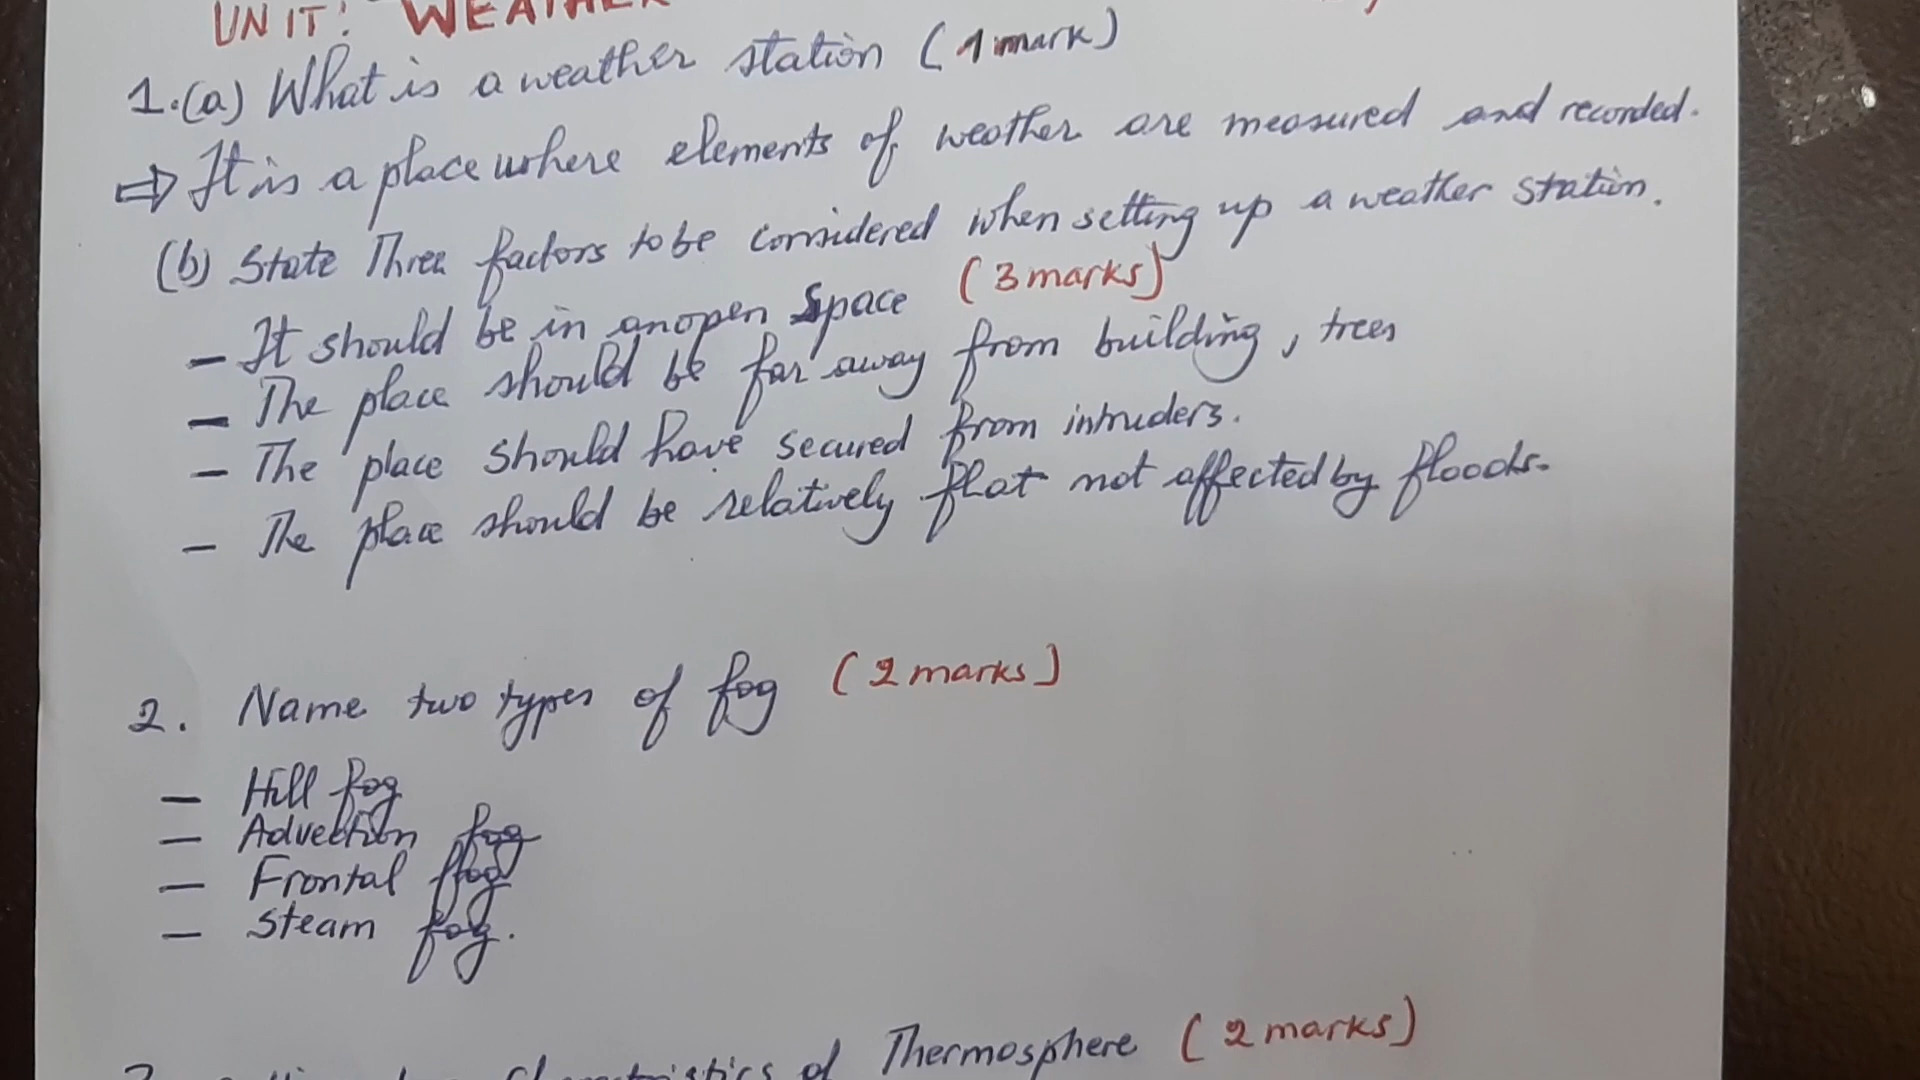 UNIT: WEATHER
1.(a) What is a weather station (1 mark)
⇒ It is a place where elements of weather are measured and recorded.
(b) State Three factors to be considered when setting up a weather station.
(3 marks)
- It should be in an open space
- The place should be far away from building, trees
- The place should have secured from intruders.
- The place should be relatively flat not affected by floods.
2. Name two types of fog (2 marks)
- Hill fog
- Advection fog
- Frontal fog
- Steam fog.
Characteristics of Thermosphere (2 marks)